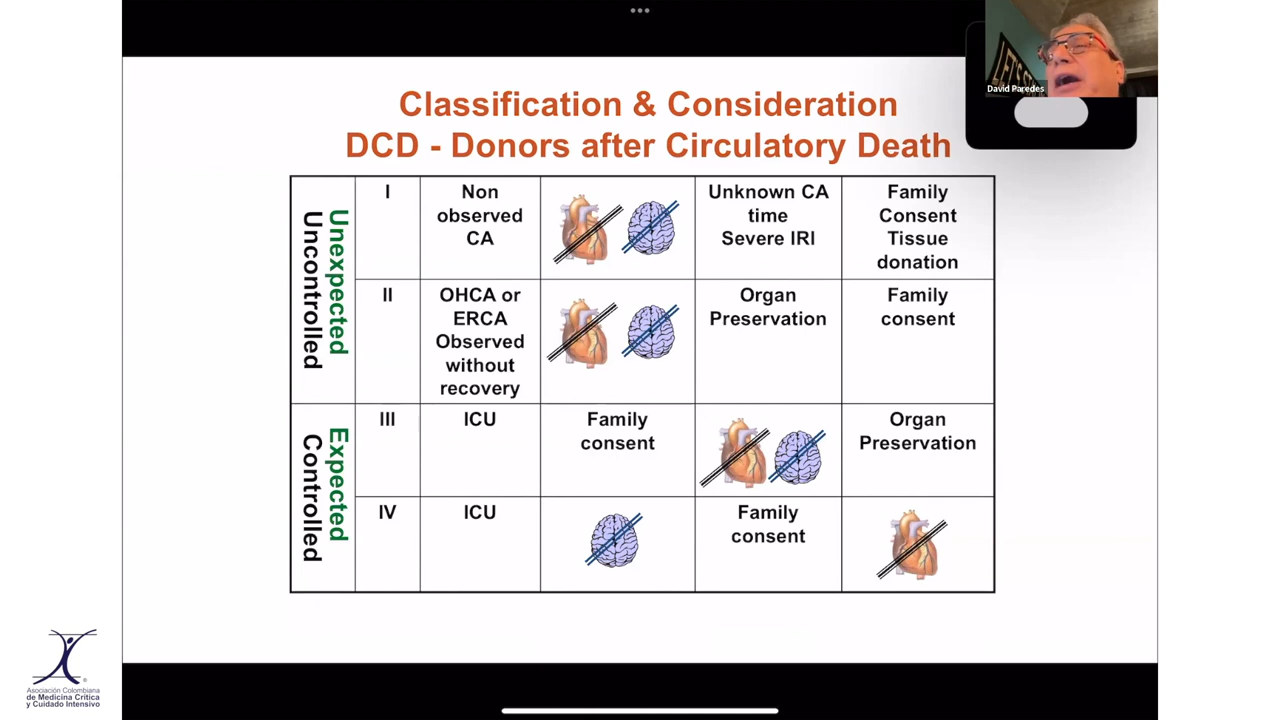 David Paredes
Classification & Consideration
DCD - Donors after Circulatory Death
Unexpected
Uncontrolled
I
Non
observed
CA
Unknown CA
time
Severe IRI
Family
Consent
Tissue
donation
II
OHCA or
ERCA
Observed
without
recovery
Organ
Preservation
Family
consent
Expected
Controlled
III
ICU
Family
consent
Organ
Preservation
IV
ICU
Family
consent
Asociación Colombiana
de Medicina Crítica
y Cuidado Intensivo